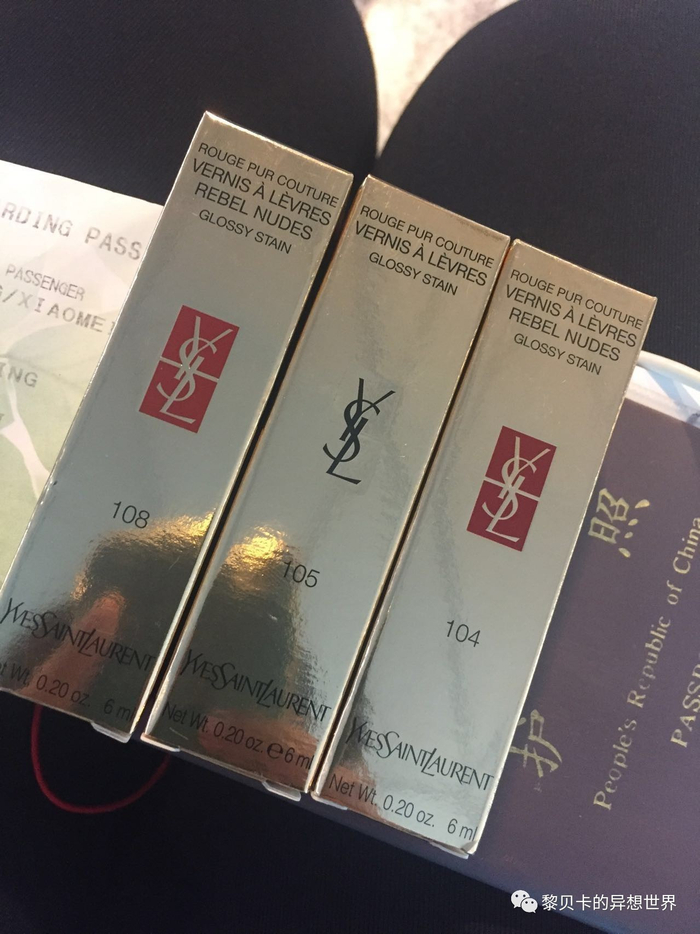 RDING PASS
PASSENGER
/XIAOME
NG
ROUGE PUR COUTURE
VERNIS À LÈVRES
REBEL NUDES
GLOSSY STAIN
YSL
108
YVESSAINTLAURENT
t Wt. 0.20 oz. 6 ml
ROUGE PUR COUTURE
VERNIS À LÈVRES
GLOSSY STAIN
YSL
105
YVESSAINTLAURENT
Net Wt. 0.20 oz. ℮ 6 ml
ROUGE PUR COUTURE
VERNIS À LÈVRES
REBEL NUDES
GLOSSY STAIN
YSL
104
YVESSAINTLAURENT
Net Wt. 0.20 oz. 6 ml
护 照
People's Republic of China
PASSPO
黎贝卡的异想世界